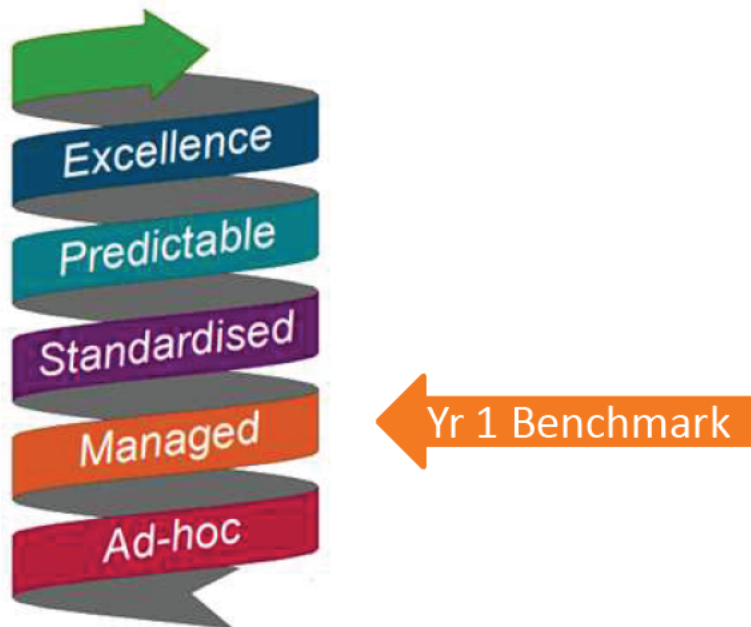 Excellence
Predictable
Standardised
Managed
Yr 1 Benchmark
Ad-hoc